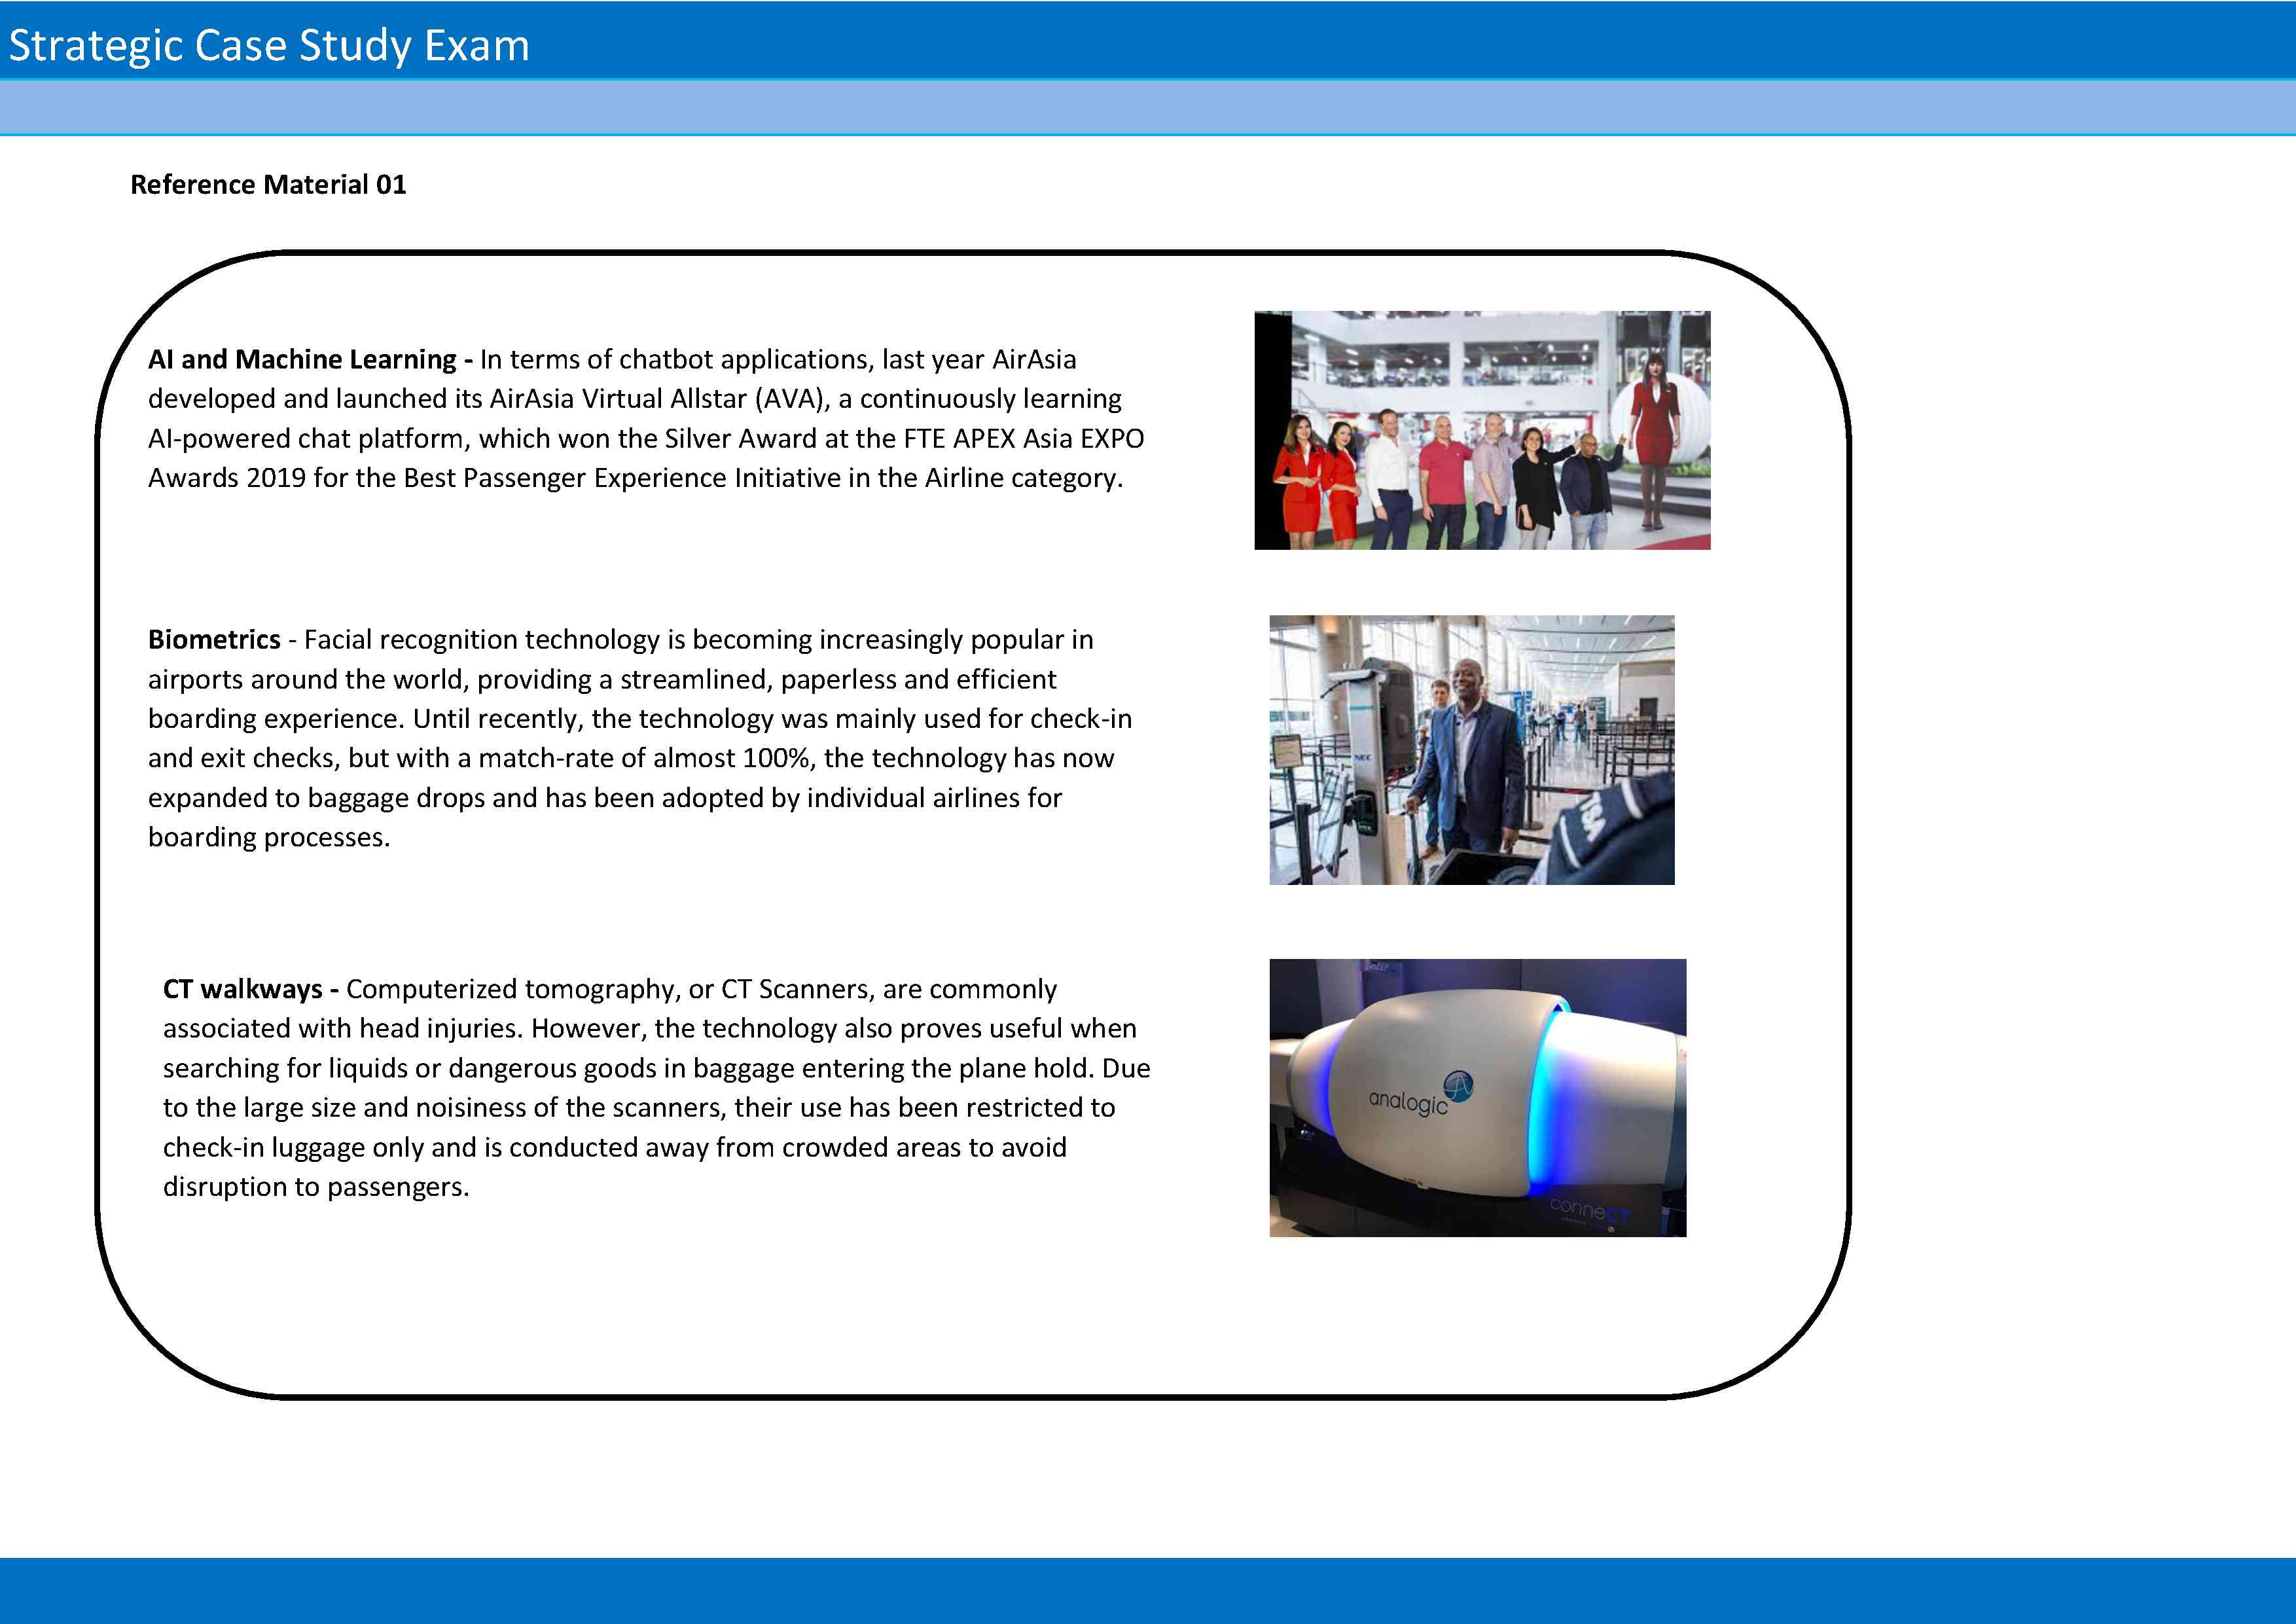 Strategic Case Study Exam
Reference Material 01
AI and Machine Learning - In terms of chatbot applications, last year AirAsia
developed and launched its AirAsia Virtual Allstar (AVA), a continuously learning
AI-powered chat platform, which won the Silver Award at the FTE APEX Asia EXPO
Awards 2019 for the Best Passenger Experience Initiative in the Airline category.
Biometrics - Facial recognition technology is becoming increasingly popular in
airports around the world, providing a streamlined, paperless and efficient
boarding experience. Until recently, the technology was mainly used for check-in
and exit checks, but with a match-rate of almost 100%, the technology has now
expanded to baggage drops and has been adopted by individual airlines for
boarding processes.
NEC
TSA
CT walkways - Computerized tomography, or CT Scanners, are commonly
associated with head injuries. However, the technology also proves useful when
searching for liquids or dangerous goods in baggage entering the plane hold. Due
to the large size and noisiness of the scanners, their use has been restricted to
check-in luggage only and is conducted away from crowded areas to avoid
disruption to passengers.
analogic
conneCT